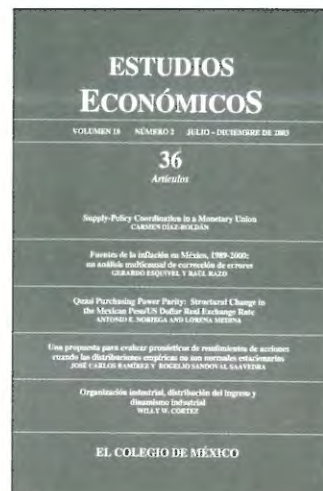 ESTUDIOS
ECONÓMICOS
VOLUMEN 18 NÚMERO 2 JULIO - DICIEMBRE DE 2003
36
Artículos
Supply-Policy Coordination in a Monetary Union
CARMEN DÍAZ-ROLDÁN
Fuentes de la inflación en México, 1989-2000:
un análisis multicausal de corrección de errores
GERARDO ESQUIVEL Y RAÚL RAZO
Quasi Purchasing Power Parity: Structural Change in
the Mexican Peso/US Dollar Real Exchange Rate
ANTONIO E. NORIEGA AND LORENA MEDINA
Una propuesta para evaluar pronósticos de rendimientos de acciones
cuando las distribuciones empíricas no son normales estacionarias
JOSÉ CARLOS RAMÍREZ Y ROGELIO SANDOVAL SAAVEDRA
Organización industrial, distribución del ingreso y
dinamismo industrial
WILLY W. CORTEZ
EL COLEGIO DE MÉXICO